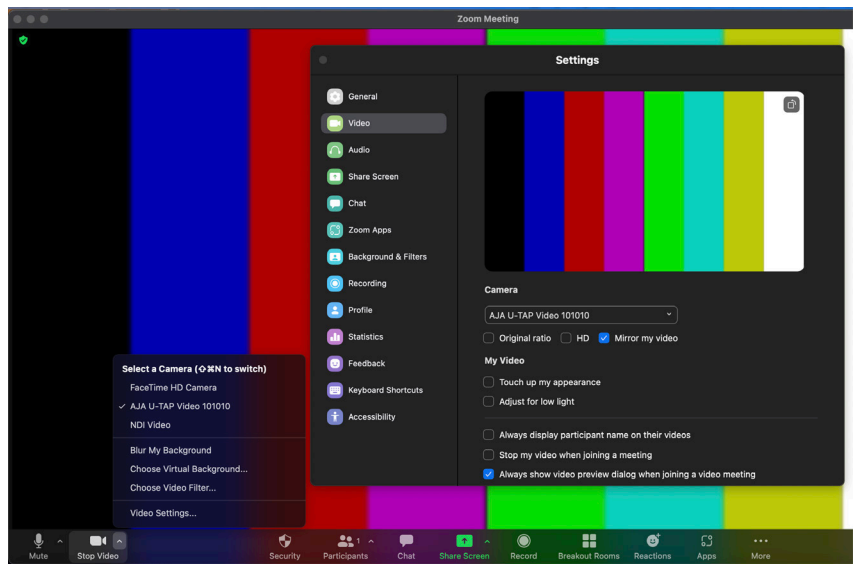 Zoom Meeting
Settings
General
Video
Audio
Share Screen
Chat
Zoom Apps
Background & Filters
Recording
Profile
Statistics
Feedback
Keyboard Shortcuts
Accessibility
Camera
AJA U-TAP Video 101010
Original ratio HD Mirror my video
My Video
Touch up my appearance
Adjust for low light
Always display participant name on their videos
Stop my video when joining a meeting
Always show video preview dialog when joining a video meeting
Select a Camera (⇧⌘N to switch)
FaceTime HD Camera
AJA U-TAP Video 101010
NDI Video
Blur My Background
Choose Virtual Background...
Choose Video Filter...
Video Settings...
Mute Stop Video Security Participants 1 Chat Share Screen Record Breakout Rooms Reactions Apps More